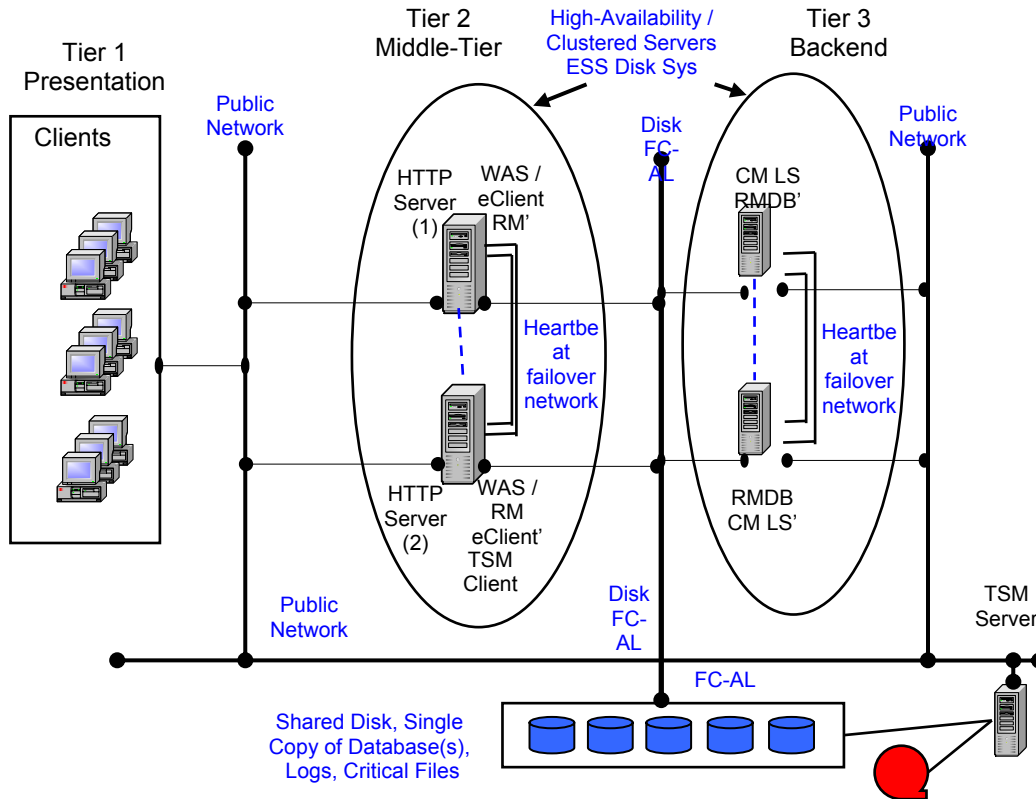 Tier 1
Presentation
Tier 2
Middle-Tier
High-Availability /
Clustered Servers
ESS Disk Sys
Tier 3
Backend
Clients
Public
Network
HTTP
Server
(1)
WAS /
eClient
RM’
Disk
FC-
AL
CM LS
RMDB’
Public
Network
Heartbe
at
failover
network
Heartbe
at
failover
network
HTTP
Server
(2)
WAS /
RM
eClient’
TSM
Client
RMDB
CM LS’
Public
Network
Disk
FC-
AL
TSM
Server
FC-AL
Shared Disk, Single
Copy of Database(s),
Logs, Critical Files